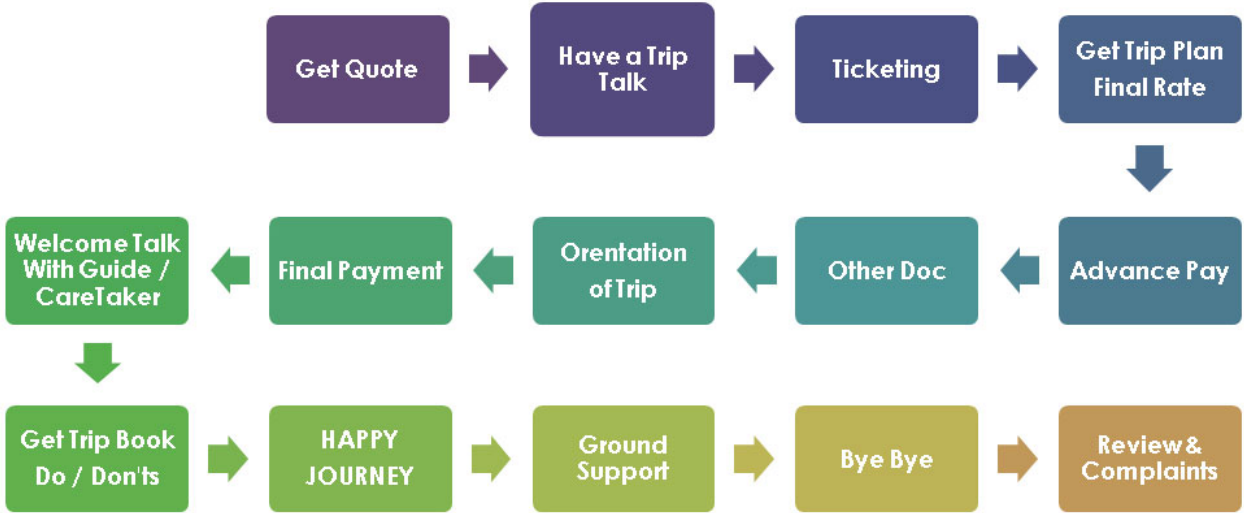 Get Quote
Have a Trip
Talk
Ticketing
Get Trip Plan
Final Rate
Advance Pay
Other Doc
Orentation
of Trip
Final Payment
Welcome Talk
With Guide /
CareTaker
Get Trip Book
Do / Don'ts
HAPPY
JOURNEY
Ground
Support
Bye Bye
Review &
Complaints